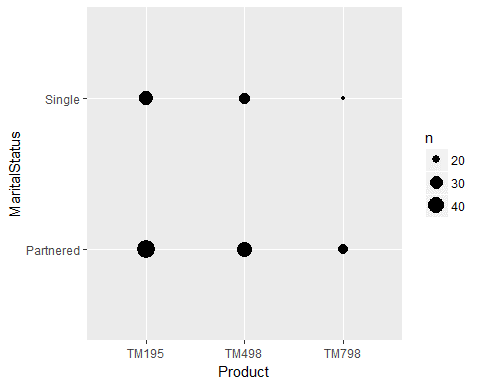 MaritalStatus
Single
Partnered
TM195 TM498 TM798
Product
n
20
30
40